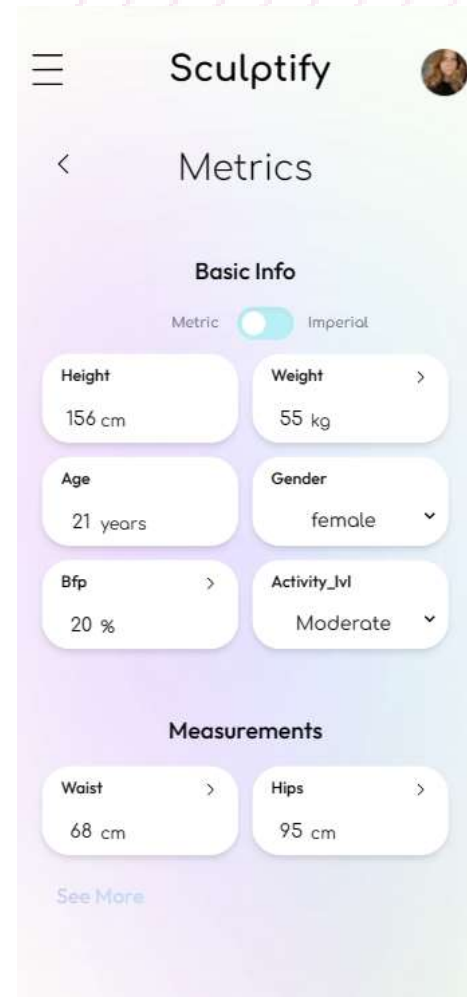 Sculptify
Metrics
Basic Info
Metric Imperial
Height
156 cm
Weight
55 kg
Age
21 years
Gender
female
Bfp
20 %
Activity_lvl
Moderate
Measurements
Waist
68 cm
Hips
95 cm
See More